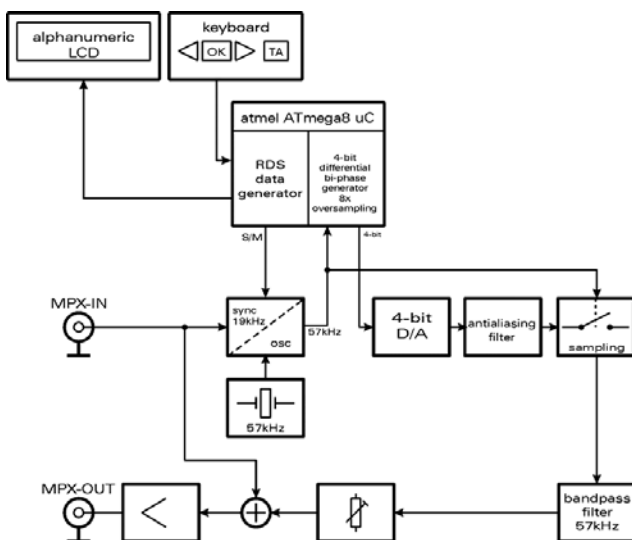 alphanumeric
LCD
keyboard
OK
TA
atmel ATmega8 uC
RDS
data
generator
4-bit
differential
bi-phase
generator
8x
oversampling
S/M
4-bit
MPX-IN
sync
19kHz
osc
57kHz
4-bit
D/A
antialiasing
filter
sampling
57kHz
MPX-OUT
bandpass
filter
57kHz